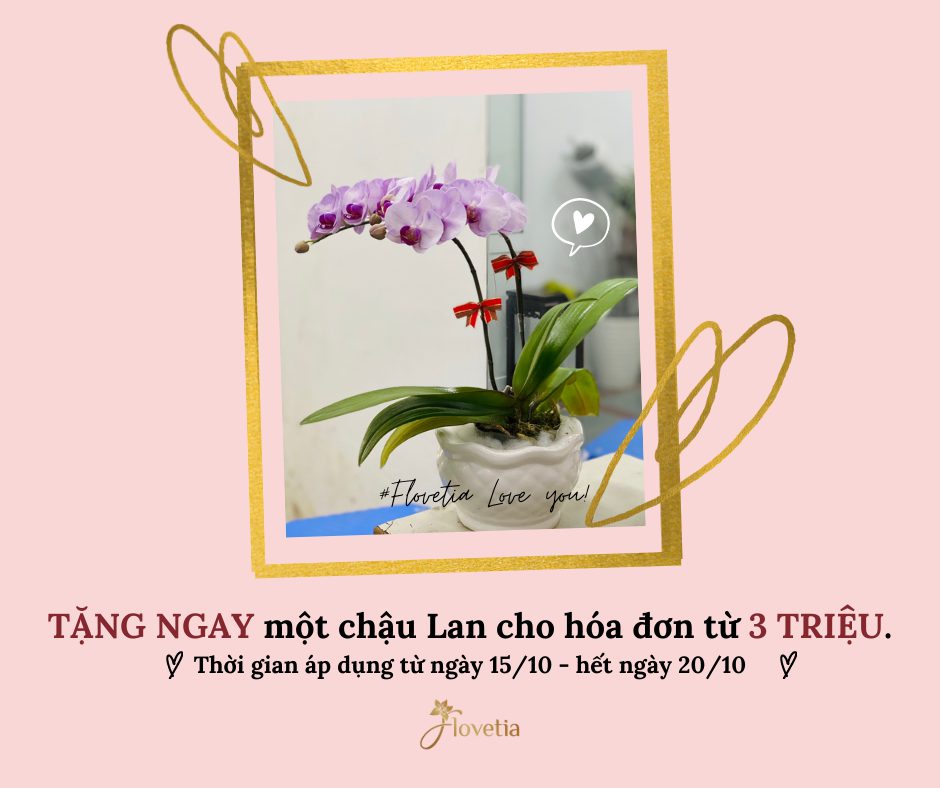 #Flovetia Love you!
TẶNG NGAY một chậu Lan cho hóa đơn từ 3 TRIỆU.
Thời gian áp dụng từ ngày 15/10 - hết ngày 20/10
Flovetia